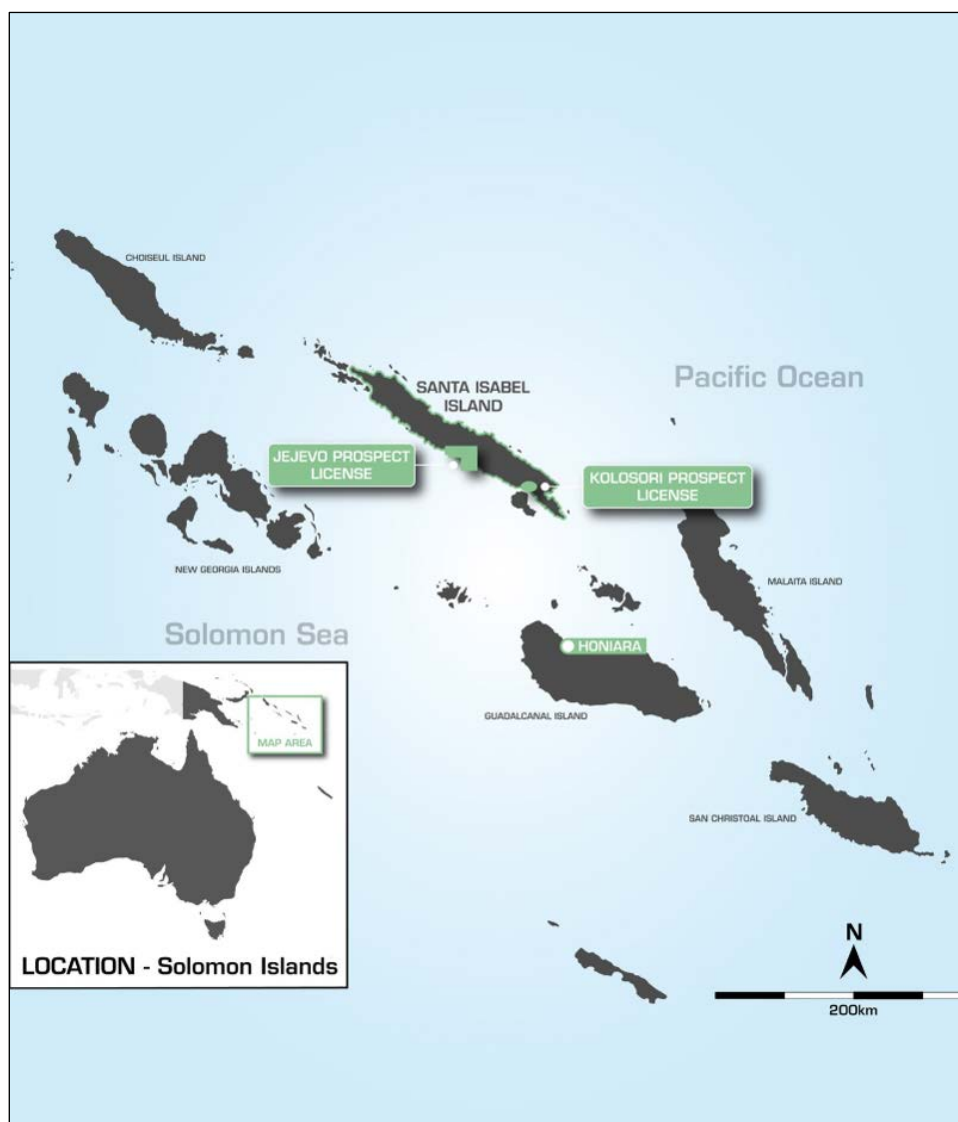 CHOISEUL ISLAND
Pacific Ocean
SANTA ISABEL
ISLAND
JEJEVO PROSPECT
LICENSE
KOLOSORI PROSPECT
LICENSE
NEW GEORGIA ISLANDS
MALAITA ISLAND
Solomon Sea
HONIARA
GUADALCANAL ISLAND
MAP AREA
SAN CHRISTOAL ISLAND
LOCATION - Solomon Islands
N
200km